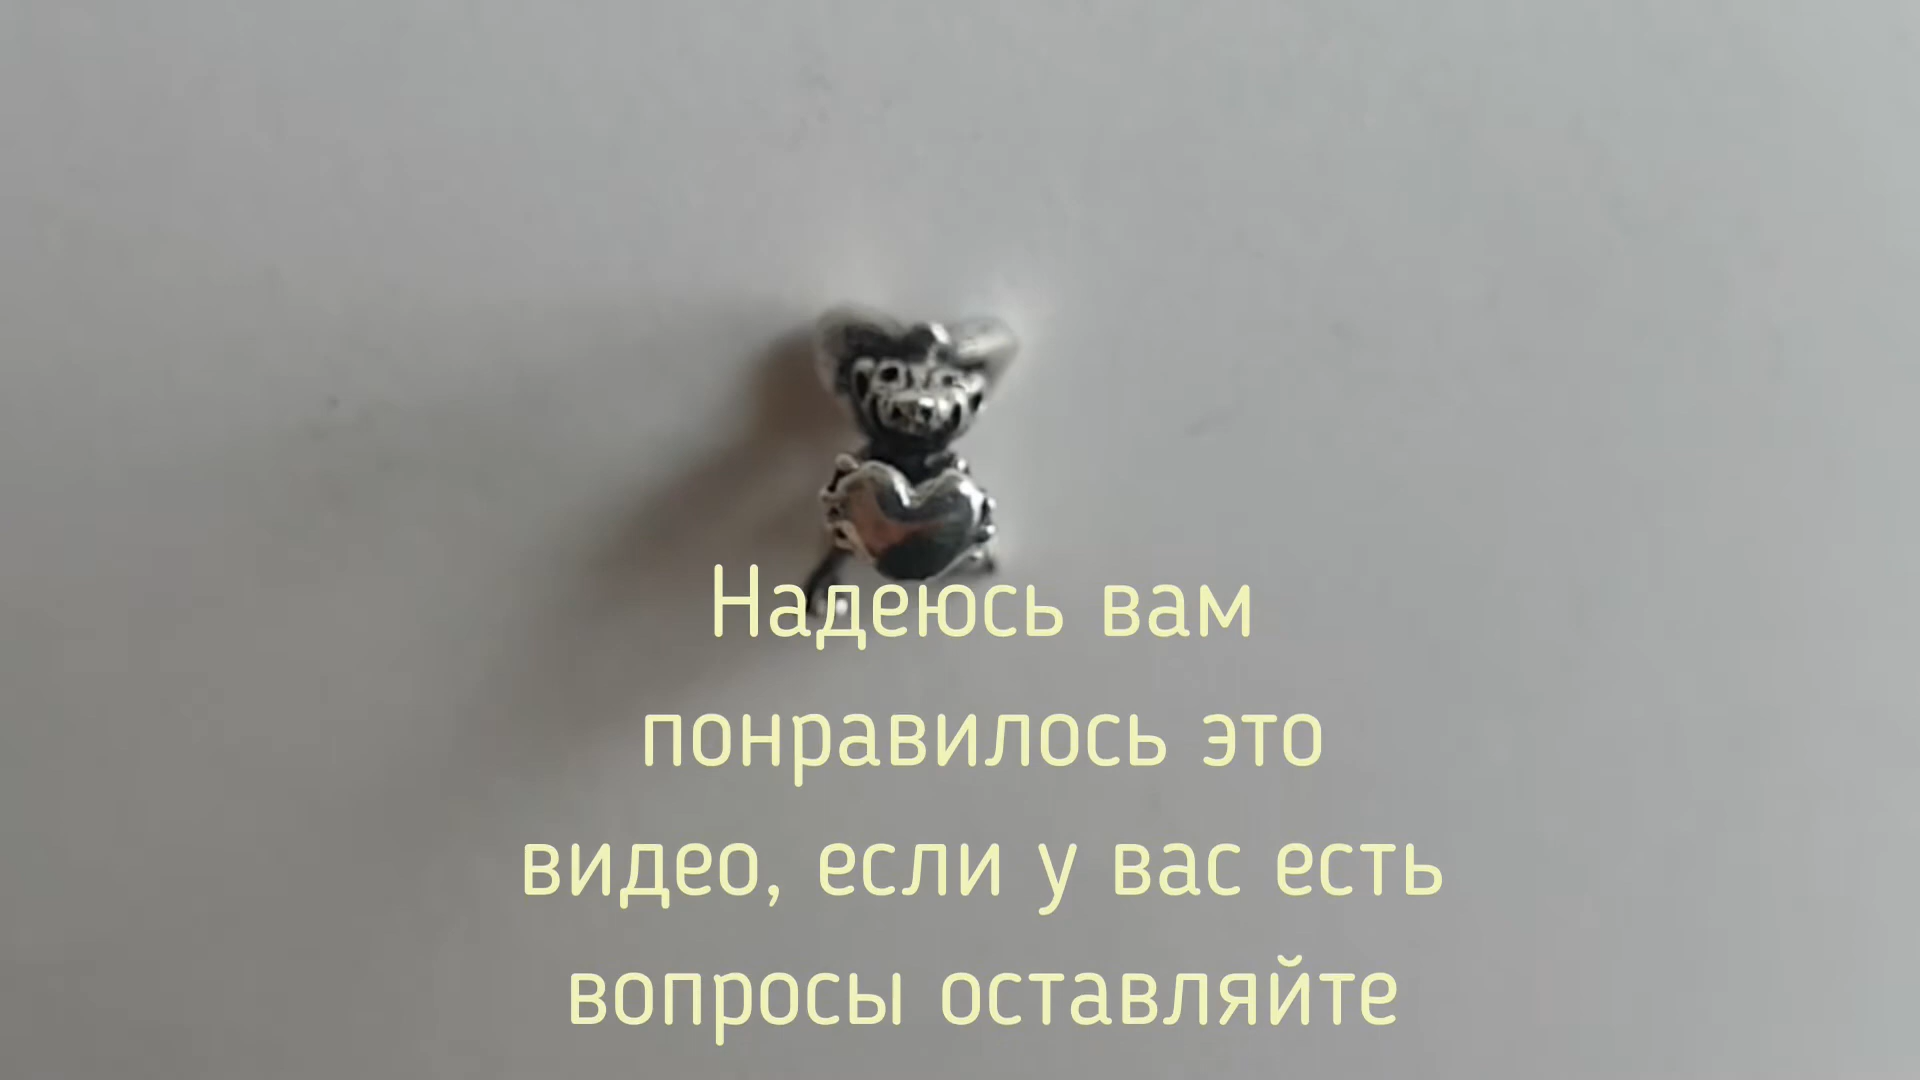 Надеюсь вам
понравилось это
видео, если у вас есть
вопросы оставляйте